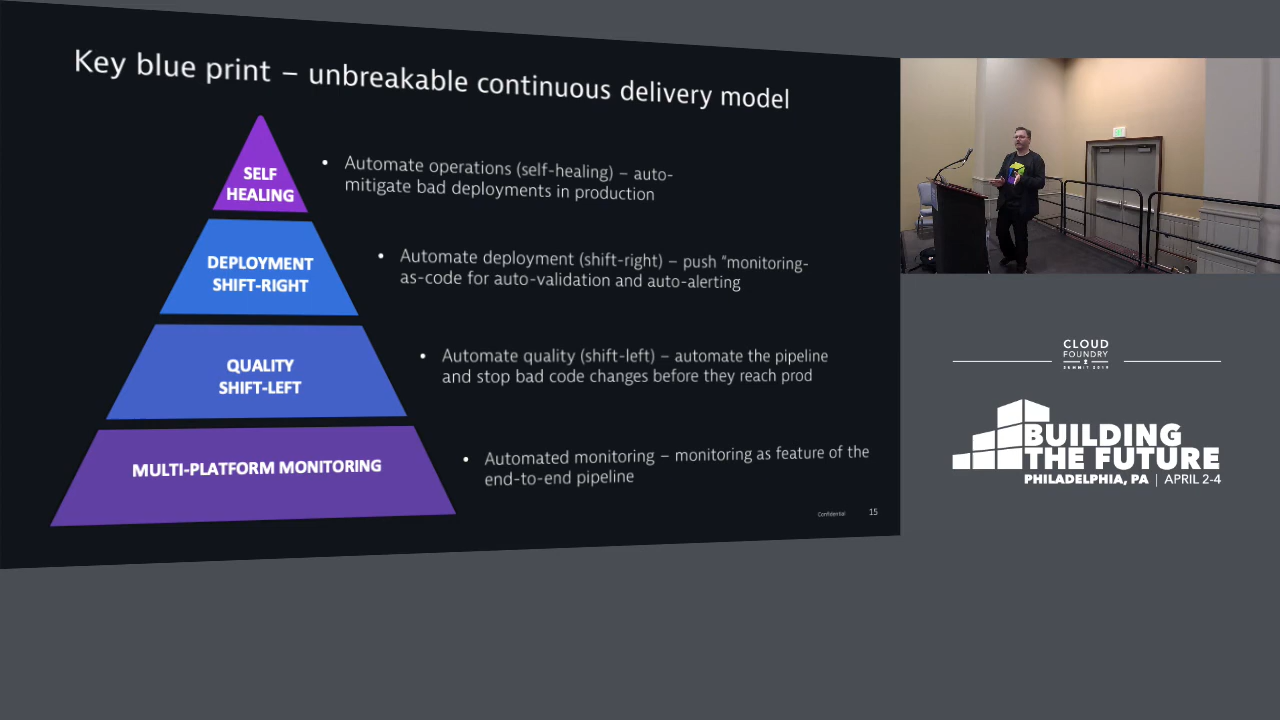 Key blue print – unbreakable continuous delivery model
SELF
HEALING
• Automate operations (self-healing) – auto-
mitigate bad deployments in production
DEPLOYMENT
SHIFT-RIGHT
• Automate deployment (shift-right) – push "monitoring-
as-code for auto-validation and auto-alerting
QUALITY
SHIFT-LEFT
• Automate quality (shift-left) – automate the pipeline
and stop bad code changes before they reach prod
MULTI-PLATFORM MONITORING
• Automated monitoring – monitoring as feature of the
end-to-end pipeline
Confidential 15
CLOUD
FOUNDRY
SUMMIT 2019
BUILDING
THE FUTURE
PHILADELPHIA, PA | APRIL 2-4